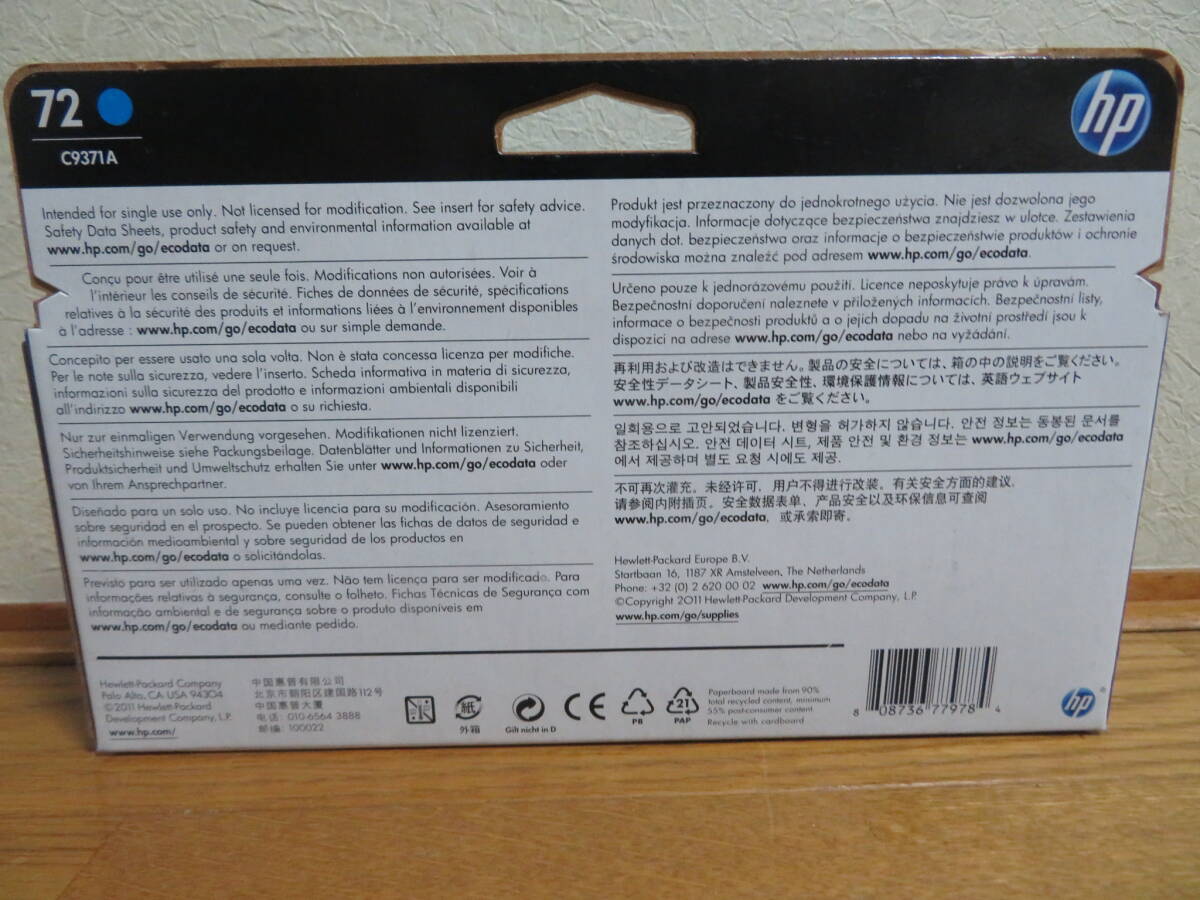 72
C9371A
hp
Intended for single use only. Not licensed for modification. See insert for safety advice.
Safety Data Sheets, product safety and environmental information available at
www.hp.com/go/ecodata or on request.
Conçu pour être utilisé une seule fois. Modifications non autorisées. Voir à
l'intérieur les conseils de sécurité. Fiches de données de sécurité, spécifications
relatives à la sécurité des produits et informations liées à l'environnement disponibles
à l'adresse : www.hp.com/go/ecodata ou sur simple demande.
Concepito per essere usato una sola volta. Non è stata concessa licenza per modifiche.
Per le note sulla sicurezza, vedere l'inserto. Scheda informativa in materia di sicurezza,
informazioni sulla sicurezza del prodotto e informazioni ambientali disponibili
all'indirizzo www.hp.com/go/ecodata o su richiesta.
Nur zur einmaligen Verwendung vorgesehen. Modifikationen nicht lizenziert.
Sicherheitshinweise siehe Packungsbeilage. Datenblätter und Informationen zu Sicherheit,
Produktsicherheit und Umweltschutz erhalten Sie unter www.hp.com/go/ecodata oder
von Ihrem Ansprechpartner.
Diseñado para un solo uso. No incluye licencia para su modificación. Asesoramiento
sobre seguridad en el prospecto. Se pueden obtener las fichas de datos de seguridad e
información medioambiental y sobre seguridad de los productos en
www.hp.com/go/ecodata o solicitándolas.
Previsto para ser utilizado apenas uma vez. Não tem licença para ser modificado. Para
informações relativas à segurança, consulte o folheto. Fichas Técnicas de Segurança com
informação ambiental e de segurança sobre o produto disponíveis em
www.hp.com/go/ecodata ou mediante pedido.
Produkt jest przeznaczony do jednokrotnego użycia. Nie jest dozwolona jego
modyfikacja. Informacje dotyczące bezpieczeństwa znajdziesz w ulotce. Zestawienia
danych dot. bezpieczeństwa oraz informacje o bezpieczeństwie produktów i ochronie
środowiska można znaleźć pod adresem www.hp.com/go/ecodata.
Určeno pouze k jednorázovému použití. Licence neposkytuje právo k úpravám.
Bezpečnostní doporučení naleznete v přiložených informacích. Bezpečnostní listy,
informace o bezpečnosti produktů a o jejich dopadu na životní prostředí jsou k
dispozici na adrese www.hp.com/go/ecodata nebo na vyžádání.
再利用および改造はできません。製品の安全については、箱の中の説明をご覧ください。
安全性データシート、製品安全性、環境保護情報については、英語ウェブサイト
www.hp.com/go/ecodata をご覧ください。
일회용으로 고안되었습니다. 변형을 허가하지 않습니다. 안전 정보는 동봉된 문서를
참조하십시오. 안전 데이터 시트, 제품 안전 및 환경 정보는 www.hp.com/go/ecodata
에서 제공하며 별도 요청 시에도 제공.
不可再次灌充。未经许可，用户不得进行改装。有关安全方面的建议，
请参阅内附插页。安全数据表单、产品安全以及环保信息可查阅
www.hp.com/go/ecodata，或承索即寄。
Hewlett-Packard Europe B.V.
Startbaan 16, 1187 XR Amstelveen, The Netherlands
Phone: +32 (0) 2 620 00 02 www.hp.com/go/ecodata
©Copyright 2011 Hewlett-Packard Development Company, L.P.
www.hp.com/go/supplies
Hewlett-Packard Company
Palo Alto, CA USA 94304
©2011 Hewlett-Packard
Development Company, L.P.
www.hp.com/
中国惠普有限公司
北京市朝阳区建国路112号
中国惠普大厦
电话: 010-6564 3888
邮编: 100022
紙
外箱
Gilt nicht in D
CE
PB
21
PAP
Paperboard made from 90%
total recycled content, minimum
55% post-consumer content
Recycle with cardboard
8 08736 77978 4
hp®